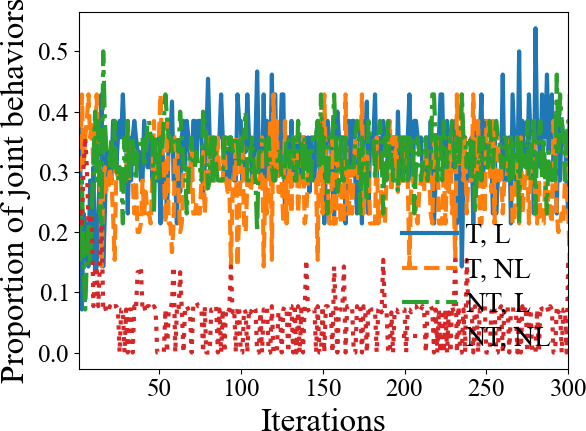 Proportion of joint behaviors
0.5
0.4
0.3
0.2
0.1
0.0
T, L
T, NL
NT, L
NT, NL
50
100
150
200
250
300
Iterations